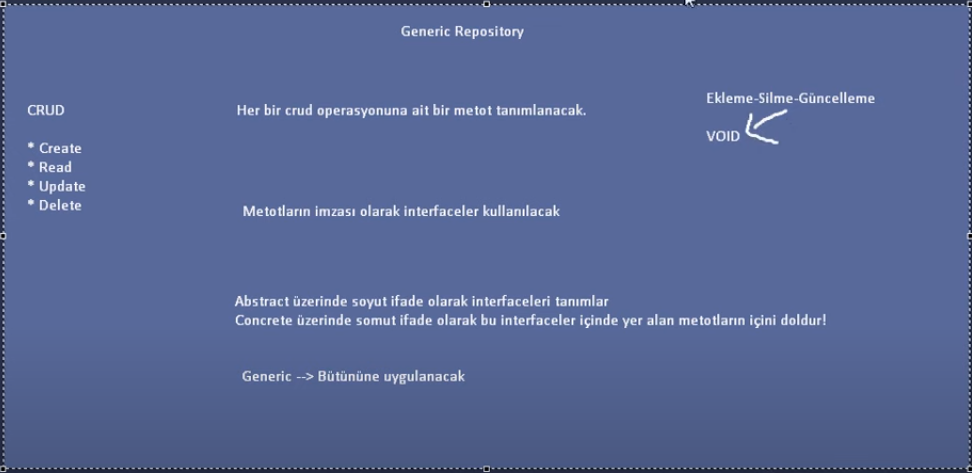 Generic Repository
CRUD
* Create
* Read
* Update
* Delete
Her bir crud operasyonuna ait bir metot tanımlanacak.
Ekleme-Silme-Güncelleme
VOID
Metotların imzası olarak interfaceler kullanılacak
Abstract üzerinde soyut ifade olarak interfaceleri tanımlar
Concrete üzerinde somut ifade olarak bu interfaceler içinde yer alan metotların içini doldur!
Generic --> Bütününe uygulanacak